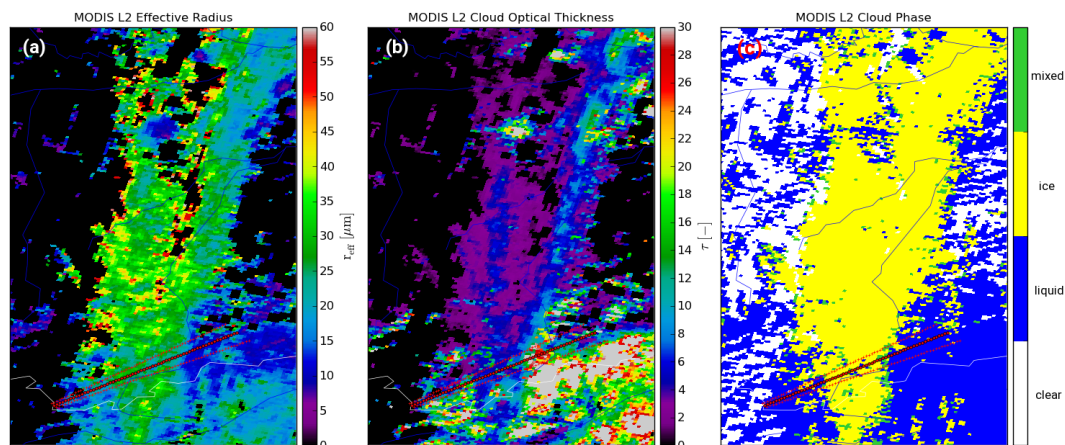 MODIS L2 Effective Radius
(a)
60
55
50
45
40
35
30
25
20
15
10
5
0
r_eff [μm]
MODIS L2 Cloud Optical Thickness
(b)
30
28
26
24
22
20
18
16
14
12
10
8
6
4
2
0
τ [−]
MODIS L2 Cloud Phase
(c)
mixed
ice
liquid
clear